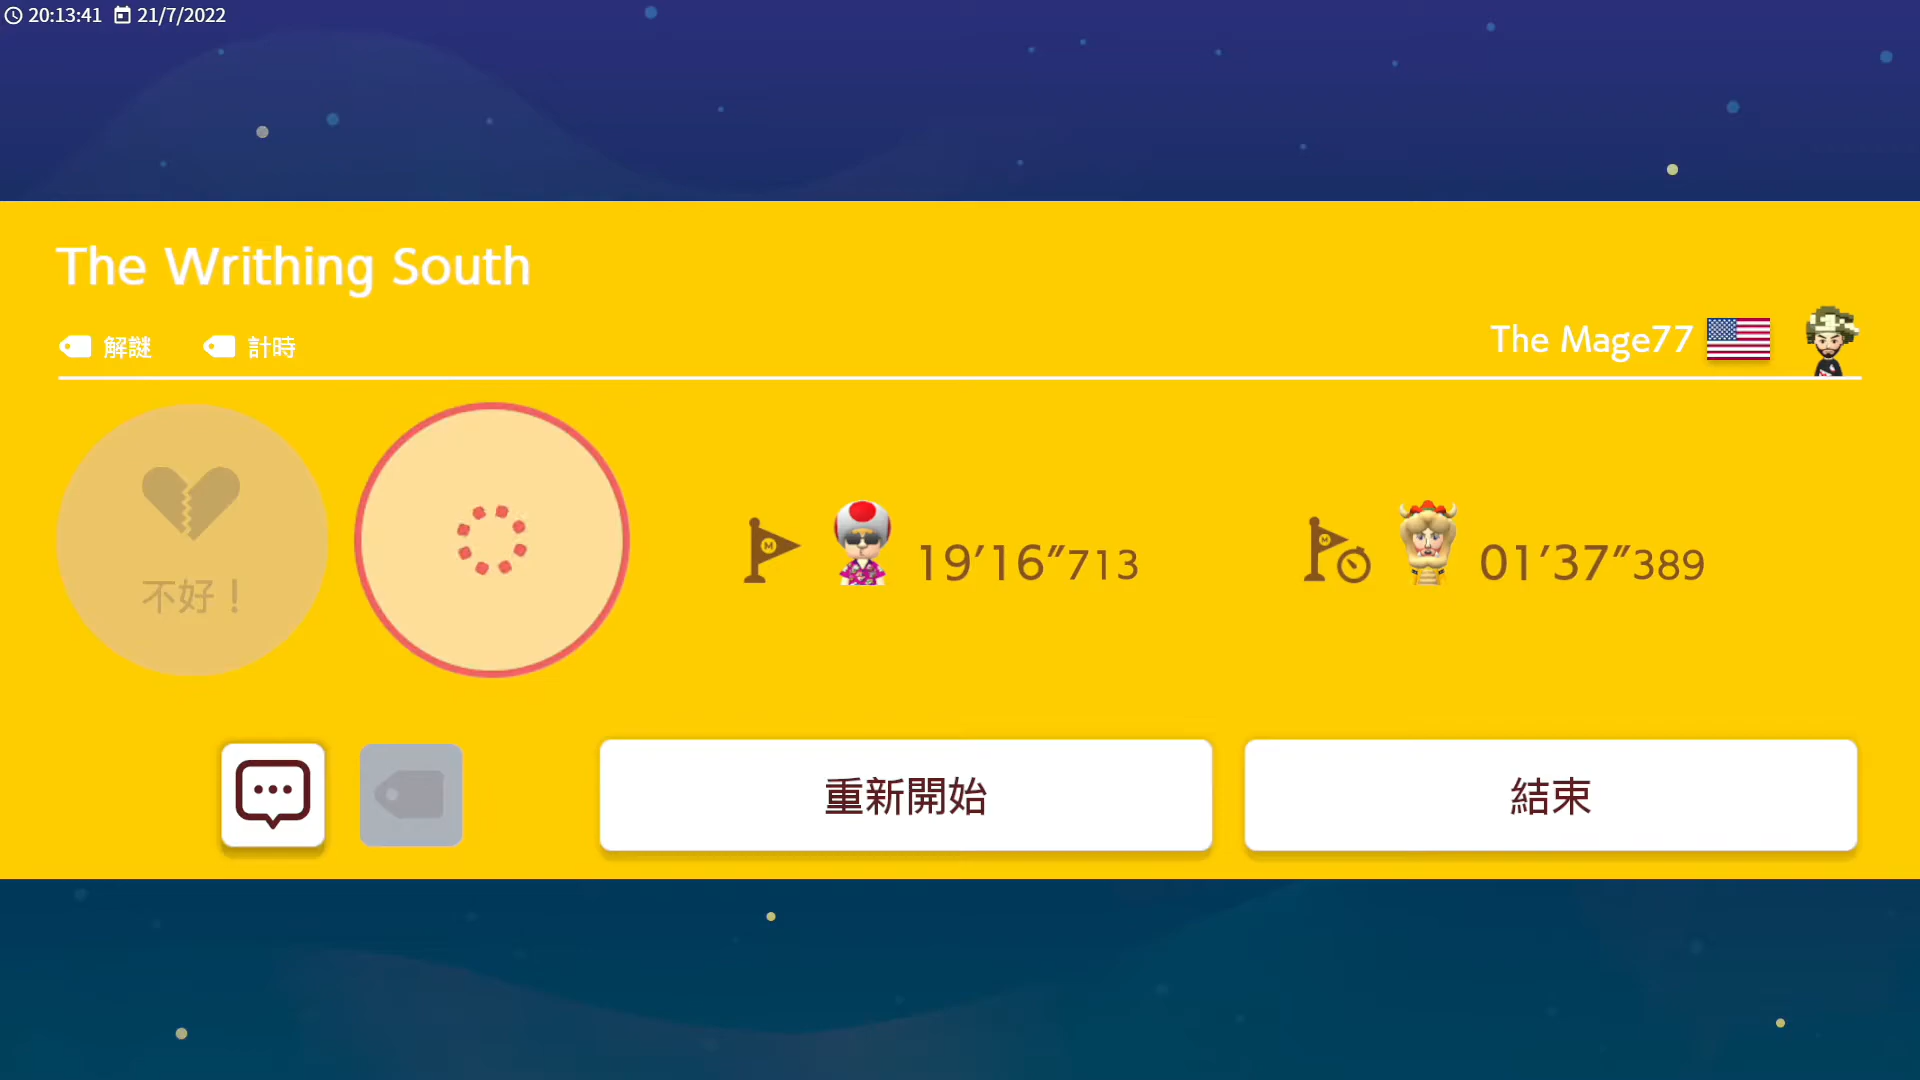 20:13:41 21/7/2022
The Writhing South
解謎 計時
The Mage77
不好！
19′16″713
01′37″389
重新開始 結束